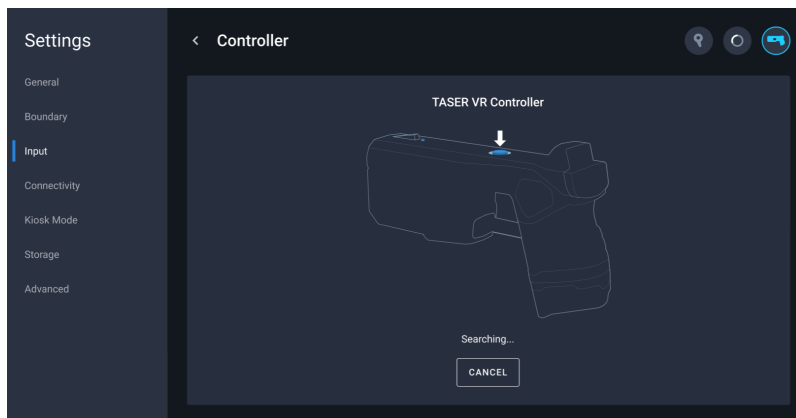 Settings
General
Boundary
Input
Connectivity
Kiosk Mode
Storage
Advanced
Controller
TASER VR Controller
Searching...
CANCEL